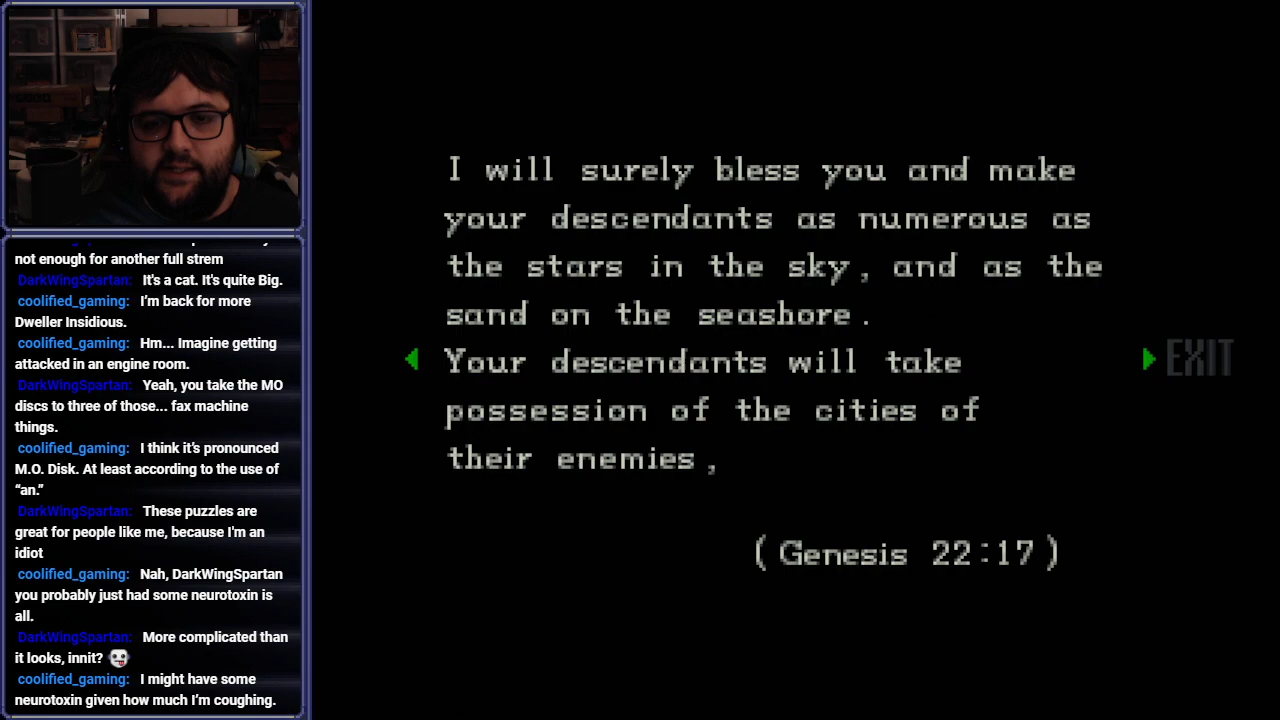 not enough for another full strem
DarkWingSpartan: It's a cat. It's quite Big.
coolified_gaming: I'm back for more
Dweller Insidious.
coolified_gaming: Hm... Imagine getting
attacked in an engine room.
DarkWingSpartan: Yeah, you take the MO
discs to three of those... fax machine
things.
coolified_gaming: I think it's pronounced
M.O. Disk. At least according to the use of
“an.”
DarkWingSpartan: These puzzles are
great for people like me, because I'm an
idiot
coolified_gaming: Nah, DarkWingSpartan
you probably just had some neurotoxin is
all.
DarkWingSpartan: More complicated than
it looks, innit?
coolified_gaming: I might have some
neurotoxin given how much I'm coughing.
I will surely bless you and make
your descendants as numerous as
the stars in the sky, and as the
sand on the seashore.
Your descendants will take
possession of the cities of
their enemies,
(Genesis 22:17)
EXIT